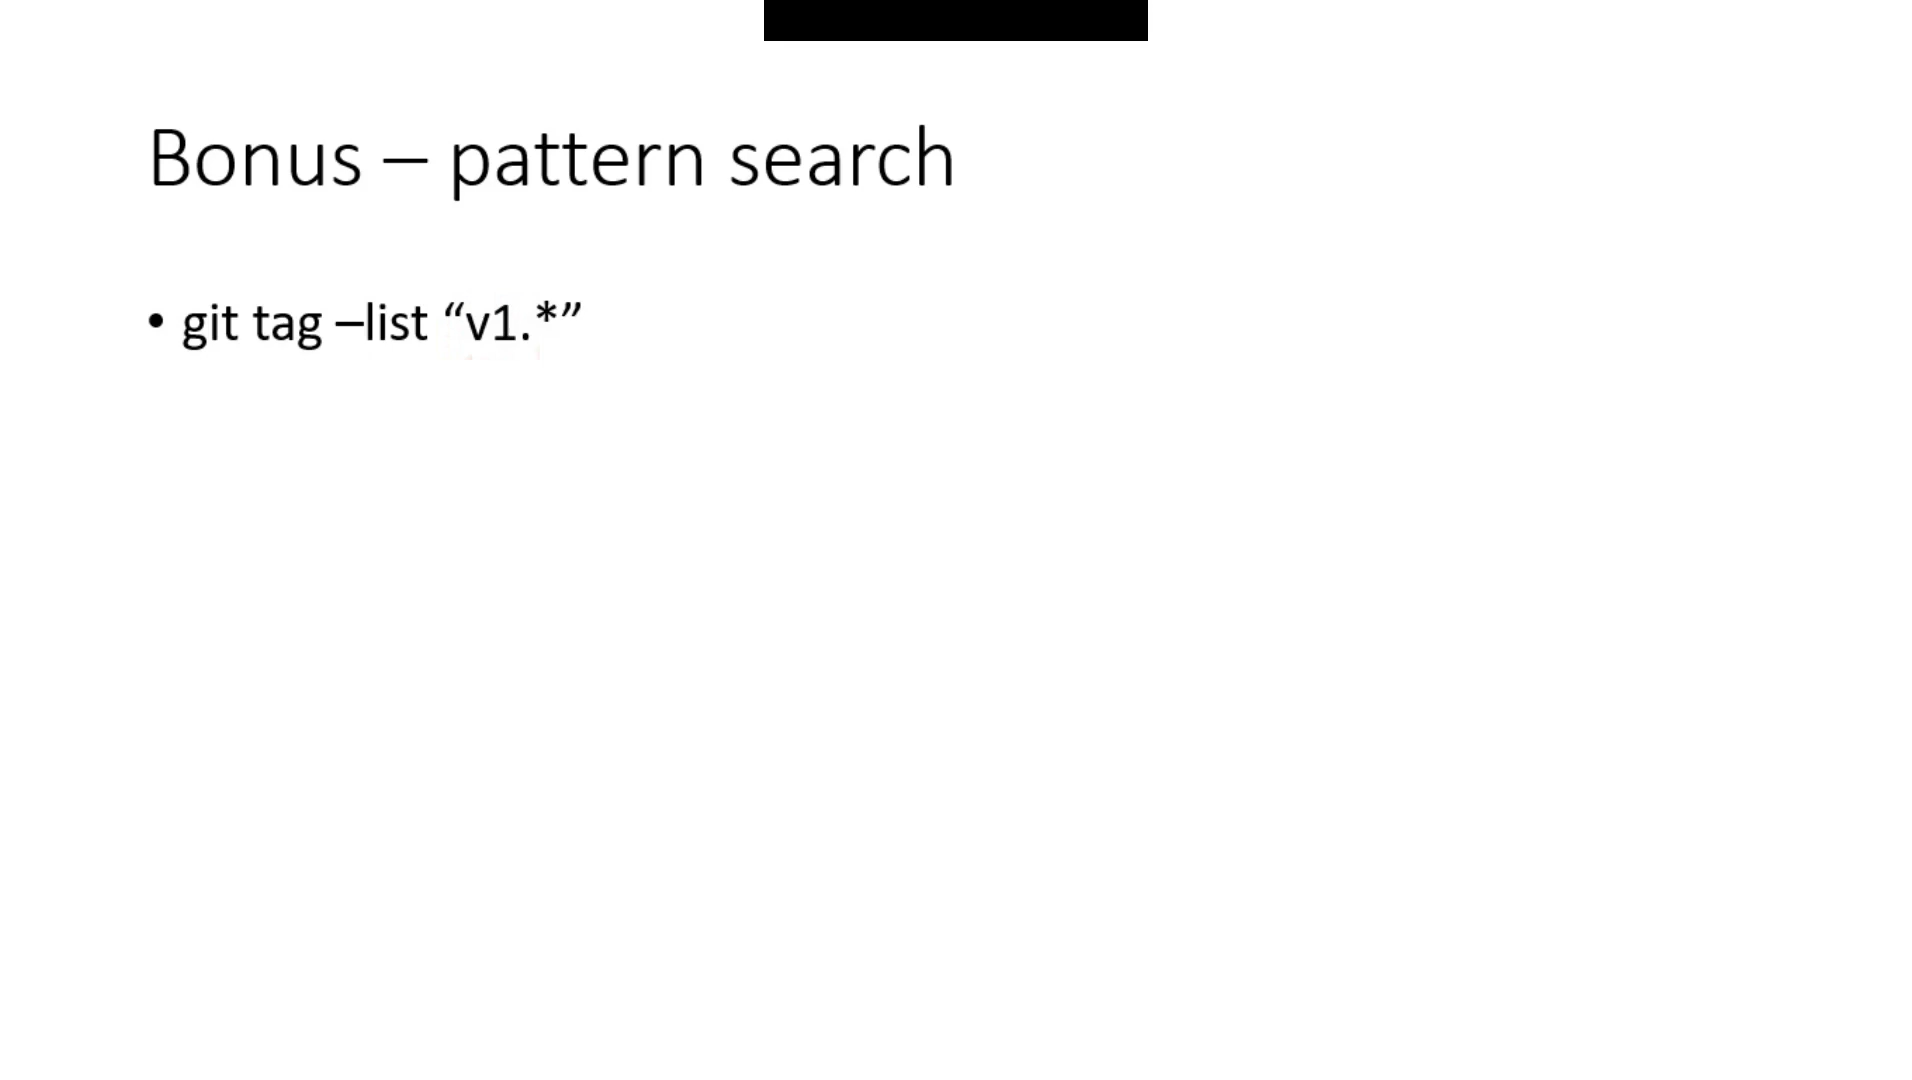 Bonus – pattern search
• git tag –list “v1.*”